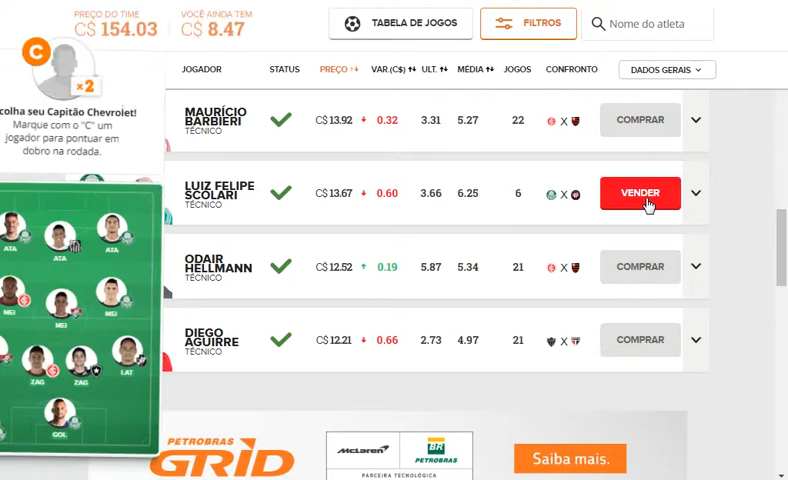 PREÇO DO TIME
C$ 154.03
VOCÊ AINDA TEM
C$ 8.47
TABELA DE JOGOS
FILTROS
Nome do atleta
C
×2
colha seu Capitão Chevrolet!
Marque com o "C" um
jogador para pontuar em
dobro na rodada.
JOGADOR STATUS PREÇO VAR.(C$) ÚLT. MÉDIA JOGOS CONFRONTO DADOS GERAIS
MAURÍCIO
BARBIERI
TÉCNICO
C$ 13.92 0.32 3.31 5.27 22 X COMPRAR
LUIZ FELIPE
SCOLARI
TÉCNICO
C$ 13.67 0.60 3.66 6.25 6 X VENDER
ODAIR
HELLMANN
TÉCNICO
C$ 12.52 0.19 5.87 5.34 21 X COMPRAR
DIEGO
AGUIRRE
TÉCNICO
C$ 12.21 0.66 2.73 4.97 21 X COMPRAR
ATA
ATA
ATA
MEI
MEI
MEI
ZAG
ZAG
LAT
GOL
PETROBRAS
GRID
McLaren
BR
PETROBRAS
PARCEIRA TECNOLÓGICA
Saiba mais.